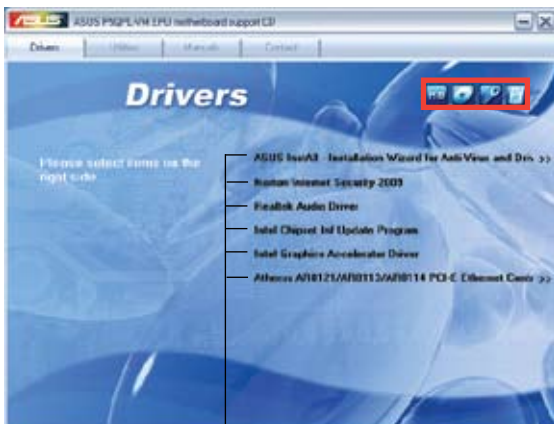 ASUS P5QPL-VM EPU motherboard support CD
Drivers Utilities Manuals Contact
Drivers
Please select items on the
right side
ASUS InstAll - Installation Wizard for Anti-Virus and Driv >>
Norton Internet Security 2009
Realtek Audio Driver
Intel Chipset Inf Update Program
Intel Graphics Accelerator Driver
Atheros AR8121/AR8113/AR8114 PCI-E Ethernet Contr >>